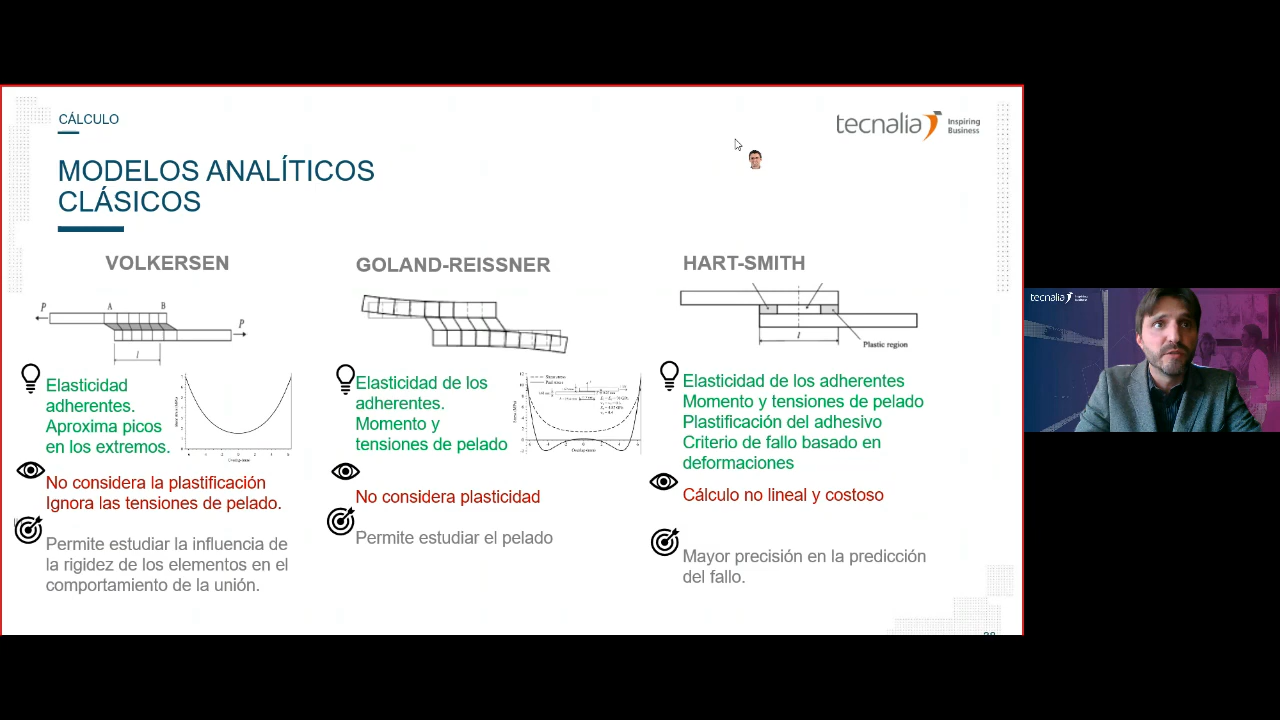 CÁLCULO
tecnalia Inspiring Business
MODELOS ANALÍTICOS
CLÁSICOS
VOLKERSEN
P
A
B
P
l
Elasticidad
adherentes.
Aproxima picos
en los extremos.
No considera la plastificación
Ignora las tensiones de pelado.
Permite estudiar la influencia de
la rigidez de los elementos en el
comportamiento de la unión.
GOLAND-REISSNER
Elasticidad de los
adherentes.
Momento y
tensiones de pelado
No considera plasticidad
Permite estudiar el pelado
HART-SMITH
Plastic region
l
Elasticidad de los adherentes
Momento y tensiones de pelado
Plastificación del adhesivo
Criterio de fallo basado en
deformaciones
Cálculo no lineal y costoso
Mayor precisión en la predicción
del fallo.
tecnalia